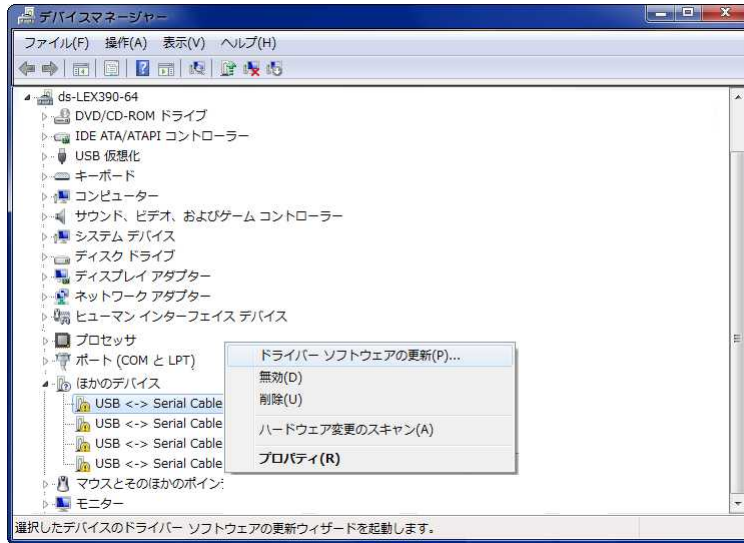 デバイスマネージャー
ファイル(F) 操作(A) 表示(V) ヘルプ(H)
ds-LEX390-64
DVD/CD-ROM ドライブ
IDE ATA/ATAPI コントローラー
USB 仮想化
キーボード
コンピューター
サウンド、ビデオ、およびゲーム コントローラー
システム デバイス
ディスク ドライブ
ディスプレイ アダプター
ネットワーク アダプター
ヒューマン インターフェイス デバイス
プロセッサ
ポート (COM と LPT)
ほかのデバイス
USB <-> Serial Cable
USB <-> Serial Cable
USB <-> Serial Cable
USB <-> Serial Cable
マウスとそのほかのポインデ
モニター
ドライバー ソフトウェアの更新(P)...
無効(D)
削除(U)
ハードウェア変更のスキャン(A)
プロパティ(R)
選択したデバイスのドライバー ソフトウェアの更新ウィザードを起動します。